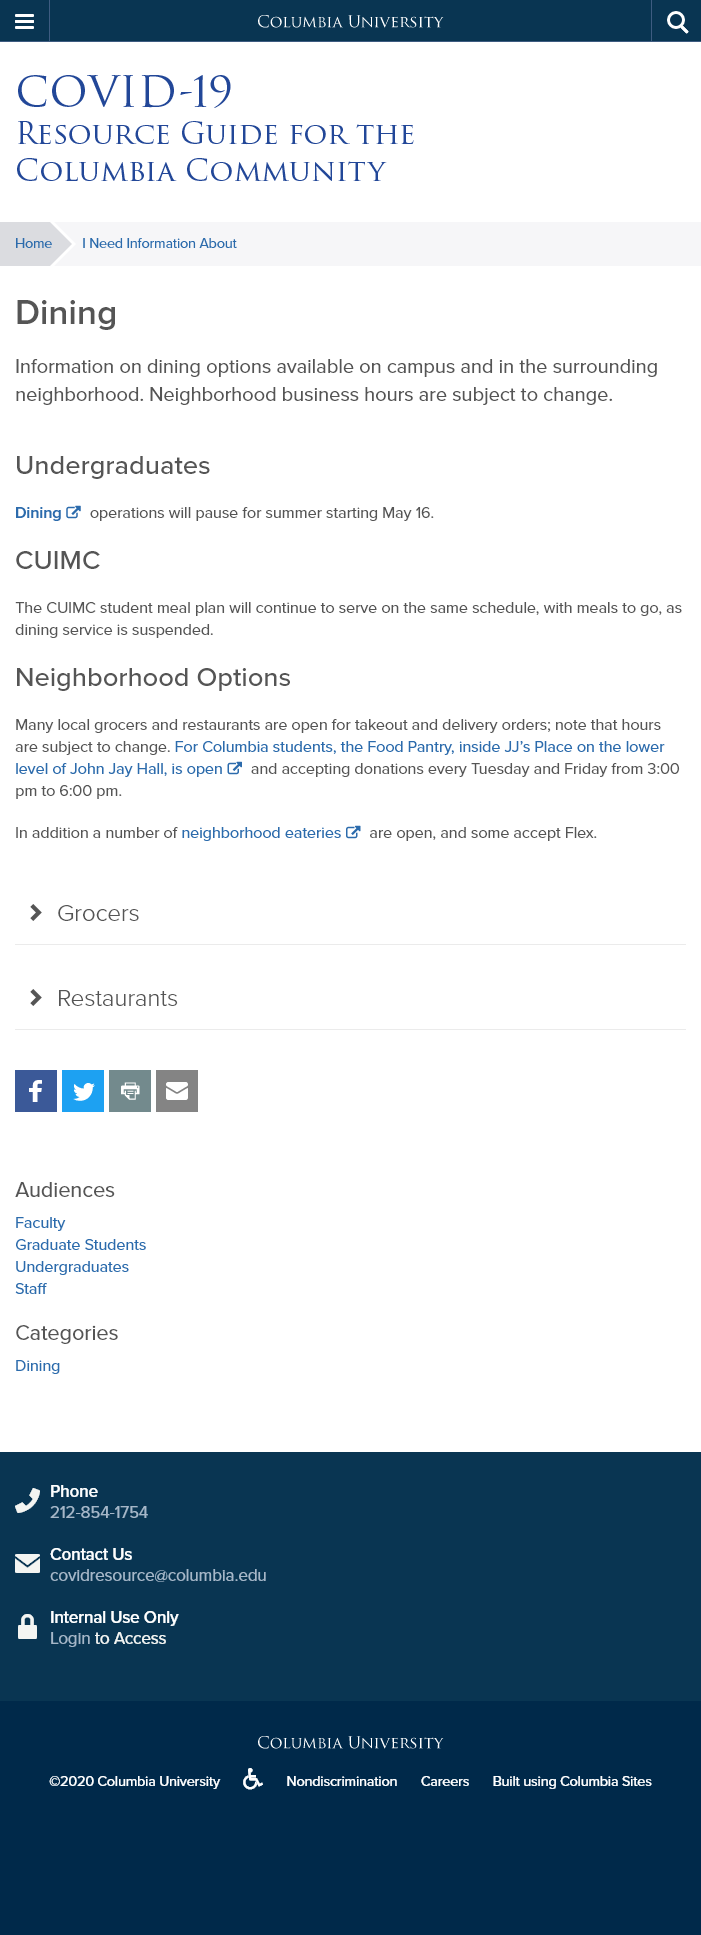 Columbia University
COVID-19
Resource Guide for the
Columbia Community
Home
I Need Information About
Dining
Information on dining options available on campus and in the surrounding
neighborhood. Neighborhood business hours are subject to change.
Undergraduates
Dining operations will pause for summer starting May 16.
CUIMC
The CUIMC student meal plan will continue to serve on the same schedule, with meals to go, as
dining service is suspended.
Neighborhood Options
Many local grocers and restaurants are open for takeout and delivery orders; note that hours
are subject to change. For Columbia students, the Food Pantry, inside JJ’s Place on the lower
level of John Jay Hall, is open and accepting donations every Tuesday and Friday from 3:00
pm to 6:00 pm.
In addition a number of neighborhood eateries are open, and some accept Flex.
Grocers
Restaurants
Audiences
Faculty
Graduate Students
Undergraduates
Staff
Categories
Dining
Phone
212-854-1754
Contact Us
covidresource@columbia.edu
Internal Use Only
Login to Access
Columbia University
©2020 Columbia University Nondiscrimination Careers Built using Columbia Sites